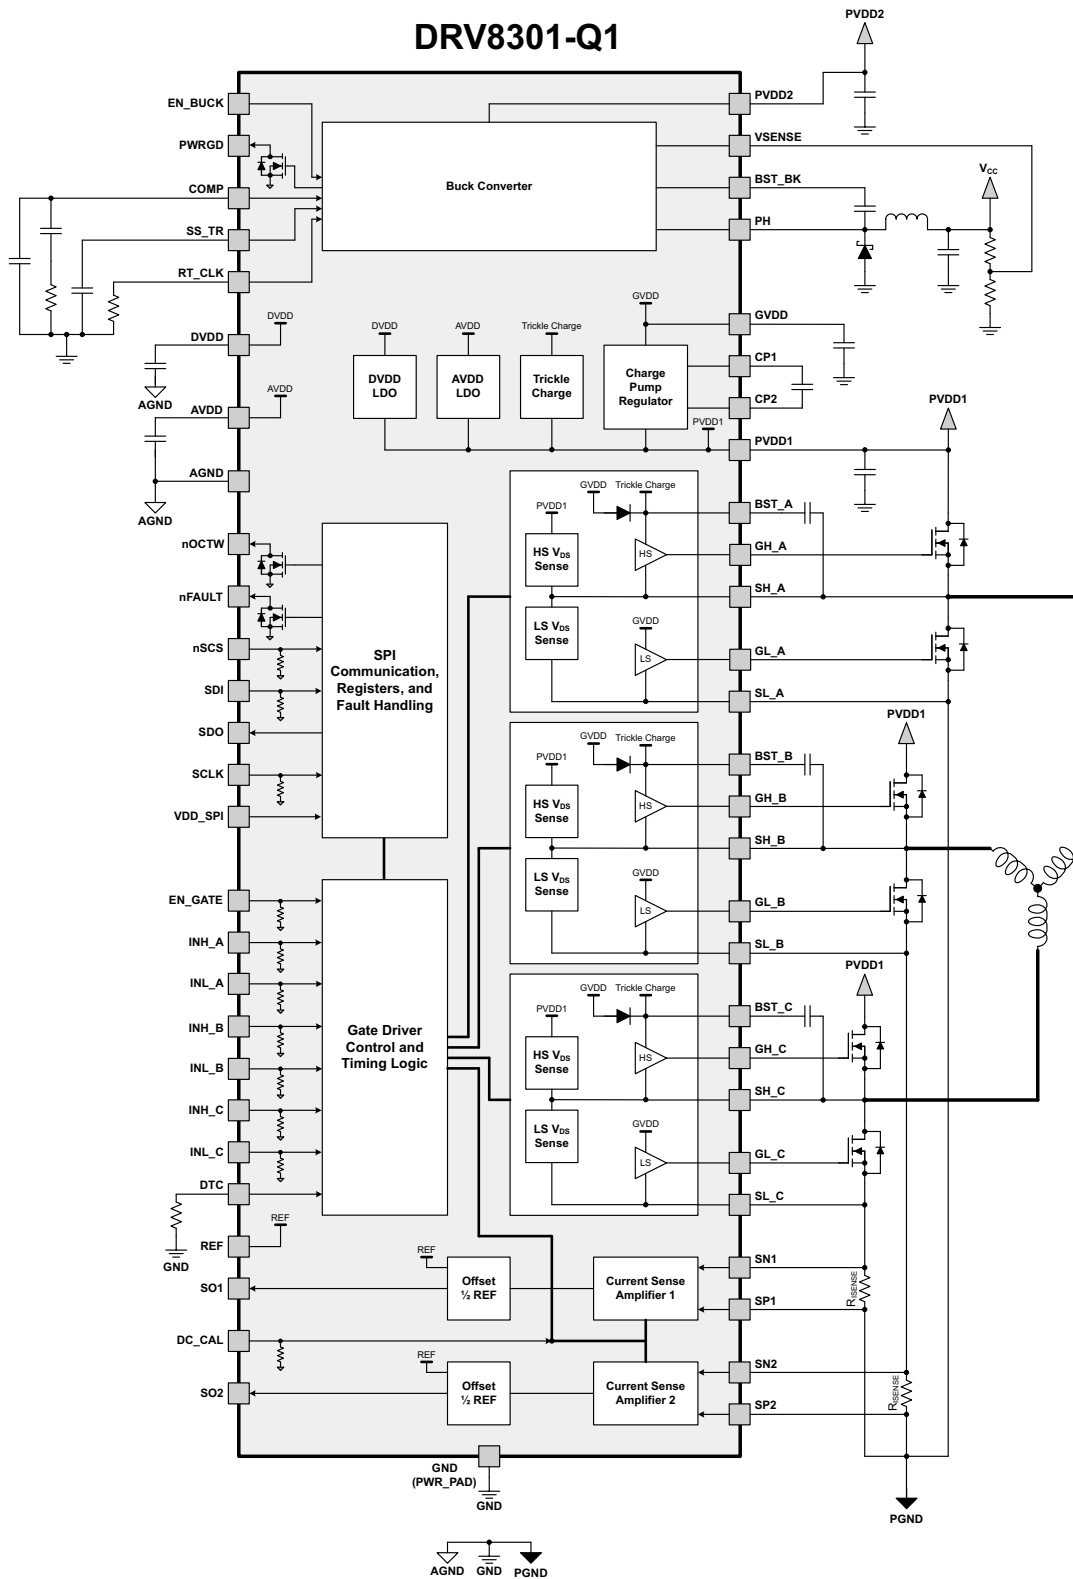 DRV8301-Q1
PVDD2
EN_BUCK
PWRGD
COMP
SS_TR
RT_CLK
Buck Converter
PVDD2
VSENSE
BST_BK
PH
VCC
DVDD
DVDD
AGND
AVDD
AVDD
AGND
AGND
DVDD
DVDD
LDO
AVDD
AVDD
LDO
Trickle Charge
Trickle
Charge
GVDD
Charge
Pump
Regulator
PVDD1
GVDD
CP1
CP2
PVDD1
PVDD1
nOCTW
nFAULT
nSCS
SDI
SDO
SCLK
VDD_SPI
SPI
Communication,
Registers, and
Fault Handling
GVDD
Trickle Charge
PVDD1
HS VDS
Sense
HS
LS VDS
Sense
GVDD
LS
BST_A
GH_A
SH_A
GL_A
SL_A
PVDD1
GVDD
Trickle Charge
PVDD1
HS VDS
Sense
HS
LS VDS
Sense
GVDD
LS
BST_B
GH_B
SH_B
GL_B
SL_B
EN_GATE
INH_A
INL_A
INH_B
INL_B
INH_C
INL_C
DTC
GND
Gate Driver
Control and
Timing Logic
PVDD1
GVDD
Trickle Charge
PVDD1
HS VDS
Sense
HS
LS VDS
Sense
GVDD
LS
BST_C
GH_C
SH_C
GL_C
SL_C
REF
REF
SO1
DC_CAL
SO2
REF
Offset
½ REF
Current Sense
Amplifier 1
SN1
SP1
RISENSE
REF
Offset
½ REF
Current Sense
Amplifier 2
SN2
SP2
RISENSE
GND
(PWR_PAD)
GND
PGND
AGND
GND
PGND